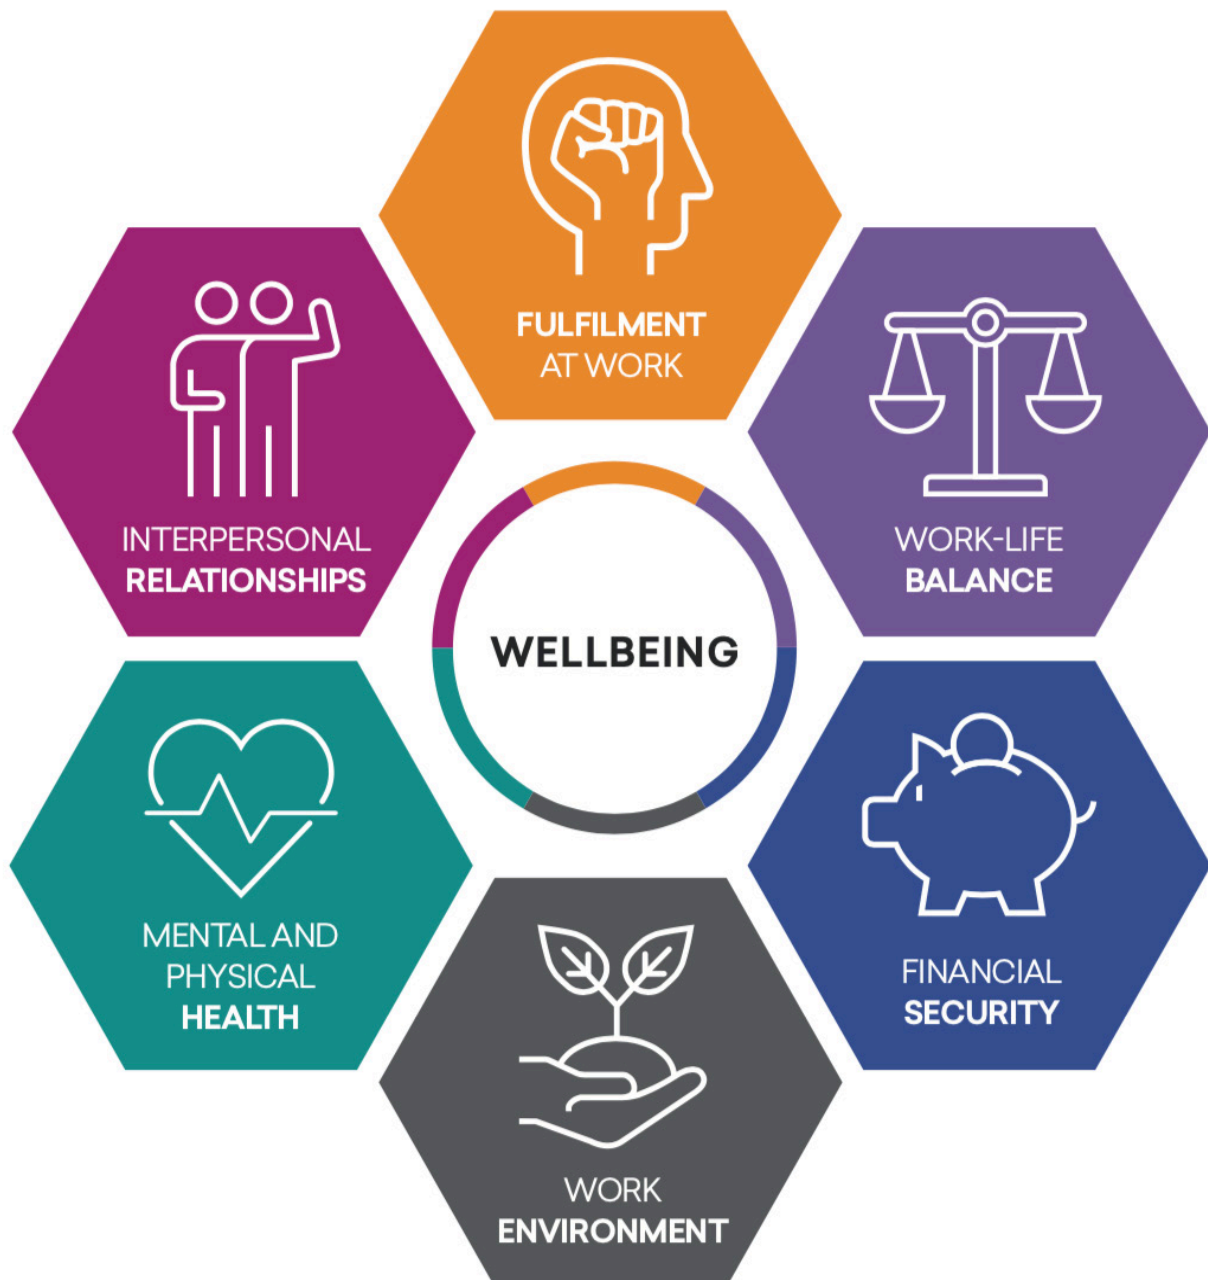 FULFILMENT
AT WORK
INTERPERSONAL
RELATIONSHIPS
WORK-LIFE
BALANCE
WELLBEING
MENTAL AND
PHYSICAL
HEALTH
FINANCIAL
SECURITY
WORK
ENVIRONMENT